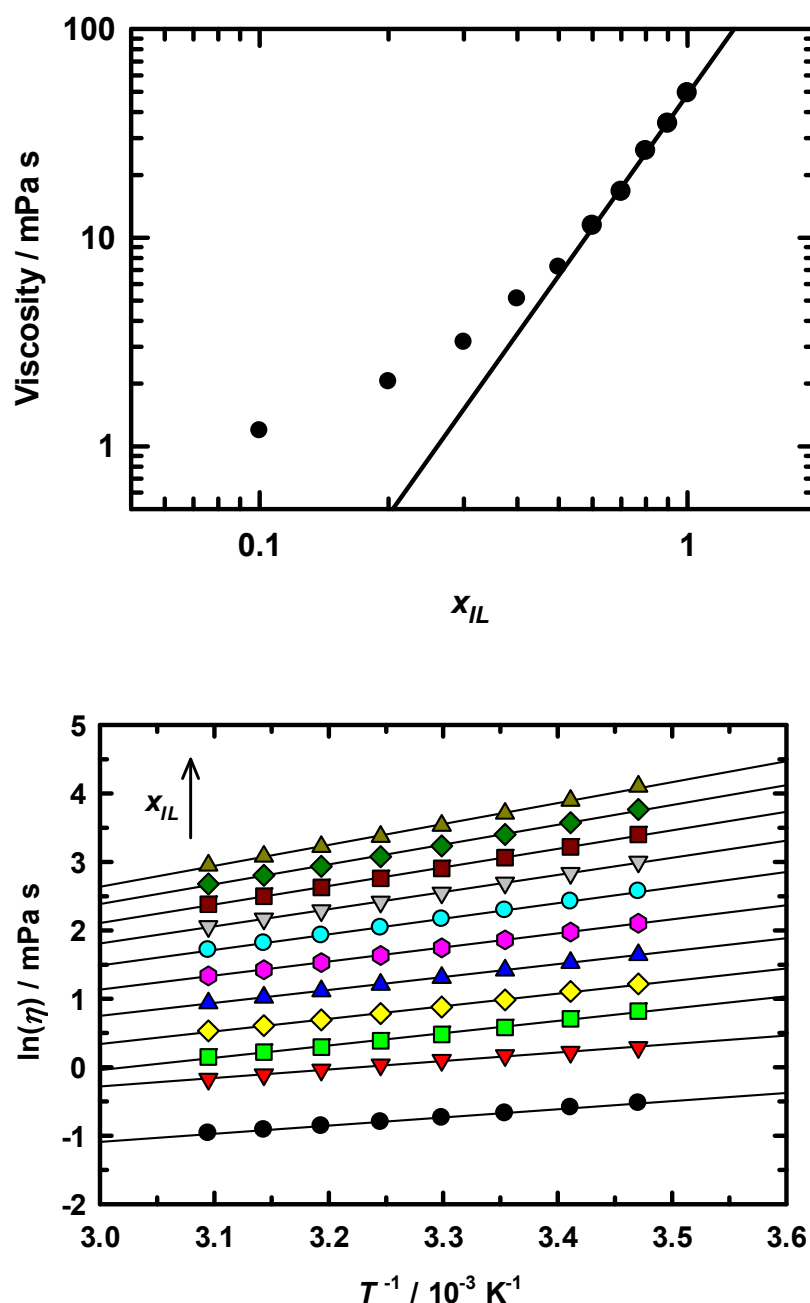 100
10
1
Viscosity / mPa s
0.1
1
x_IL
5
4
3
2
1
0
-1
-2
ln(η) / mPa s
x_IL
3.0 3.1 3.2 3.3 3.4 3.5 3.6
T⁻¹ / 10⁻³ K⁻¹